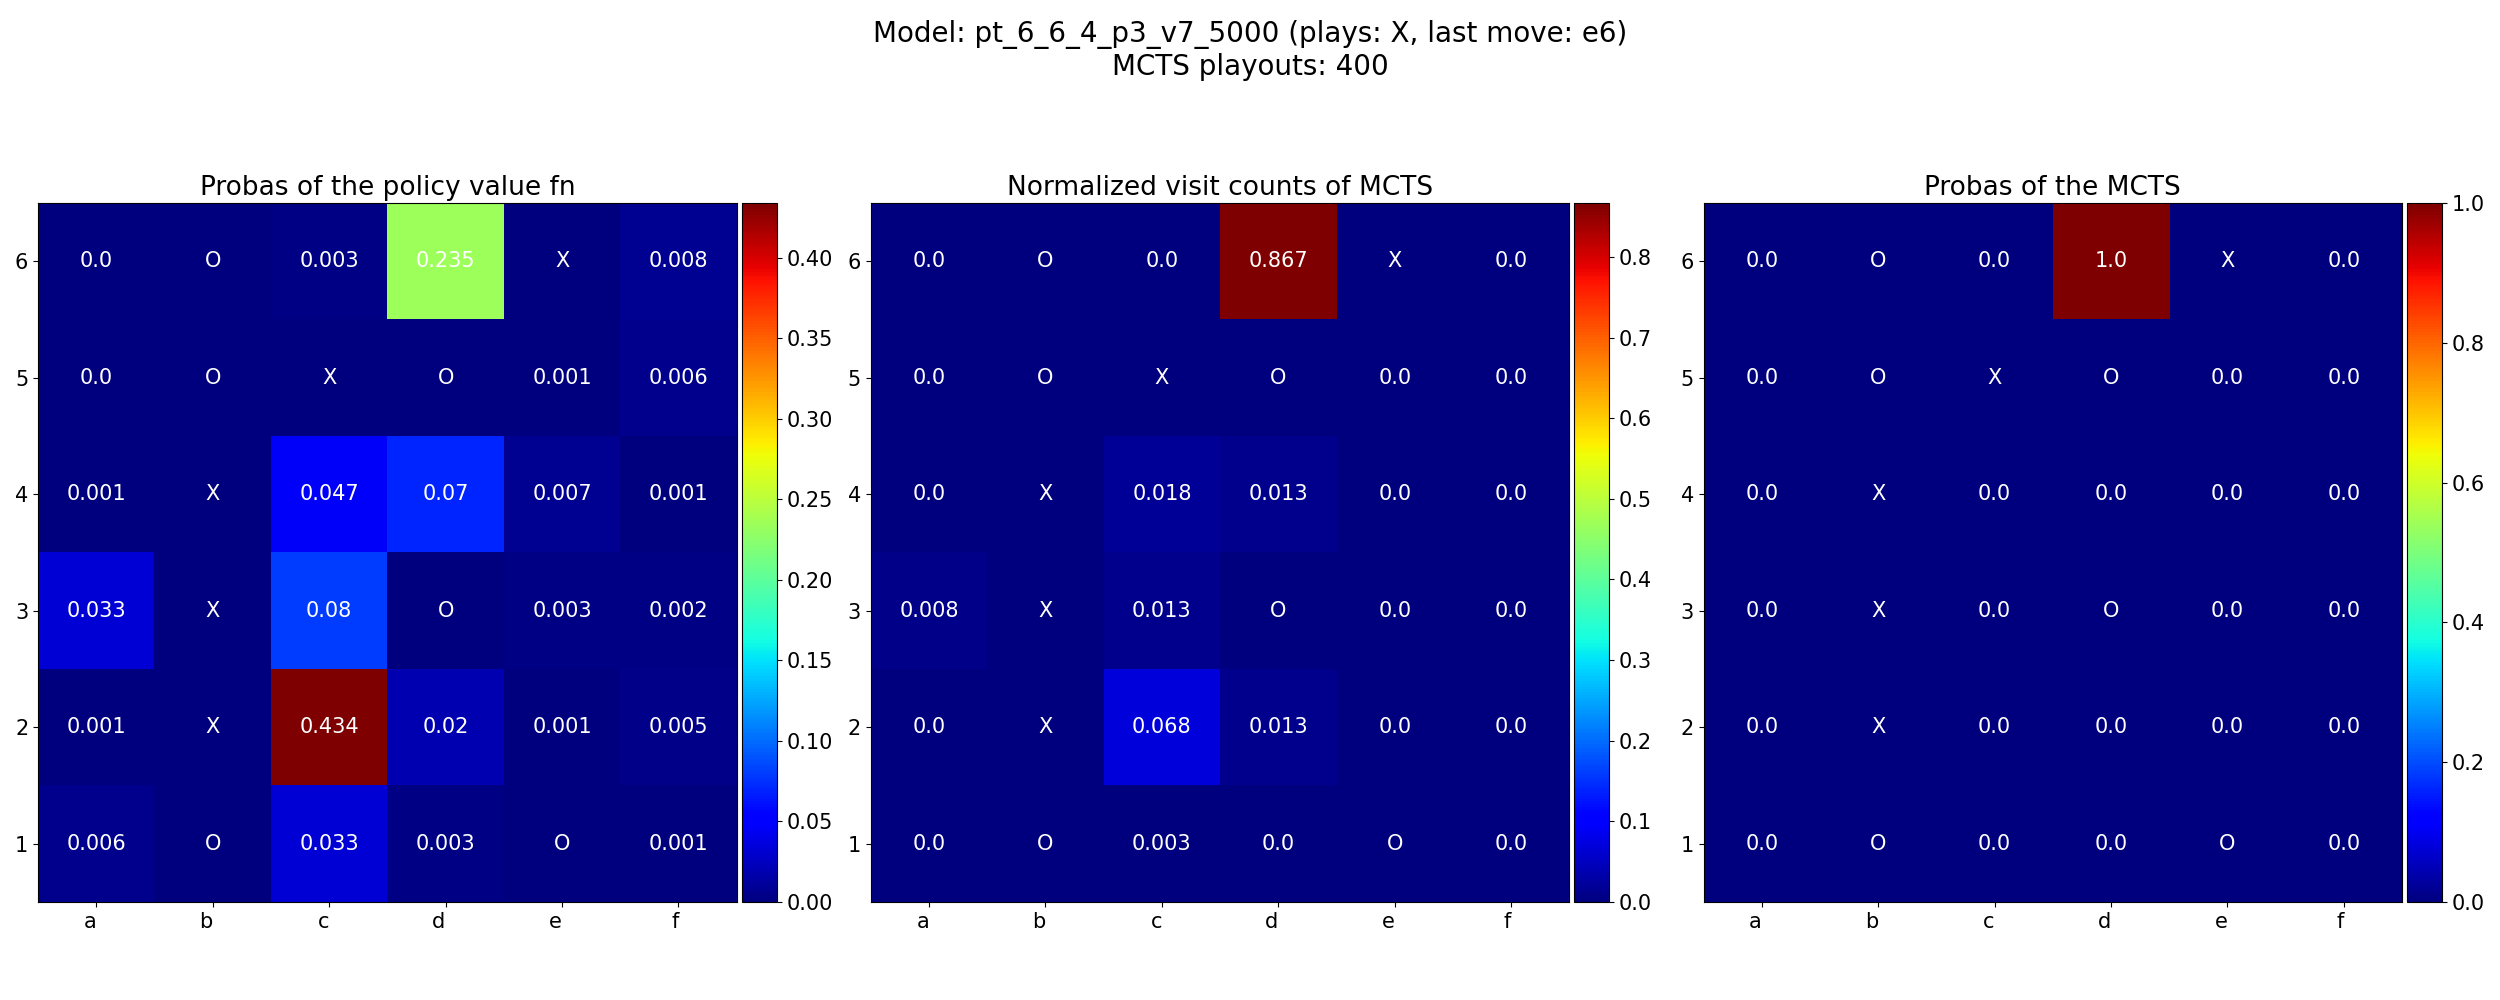 Model: pt_6_6_4_p3_v7_5000 (plays: X, last move: e6)
MCTS playouts: 400
Probas of the policy value fn
6 0.0 O 0.003 0.235 X 0.008
5 0.0 O X O 0.001 0.006
4 0.001 X 0.047 0.07 0.007 0.001
3 0.033 X 0.08 O 0.003 0.002
2 0.001 X 0.434 0.02 0.001 0.005
1 0.006 O 0.033 0.003 O 0.001
a b c d e f
0.40
0.35
0.30
0.25
0.20
0.15
0.10
0.05
0.00
Normalized visit counts of MCTS
6 0.0 O 0.0 0.867 X 0.0
5 0.0 O X O 0.0 0.0
4 0.0 X 0.018 0.013 0.0 0.0
3 0.008 X 0.013 O 0.0 0.0
2 0.0 X 0.068 0.013 0.0 0.0
1 0.0 O 0.003 0.0 O 0.0
a b c d e f
0.8
0.7
0.6
0.5
0.4
0.3
0.2
0.1
0.0
Probas of the MCTS
6 0.0 O 0.0 1.0 X 0.0
5 0.0 O X O 0.0 0.0
4 0.0 X 0.0 0.0 0.0 0.0
3 0.0 X 0.0 O 0.0 0.0
2 0.0 X 0.0 0.0 0.0 0.0
1 0.0 O 0.0 0.0 O 0.0
a b c d e f
1.0
0.8
0.6
0.4
0.2
0.0